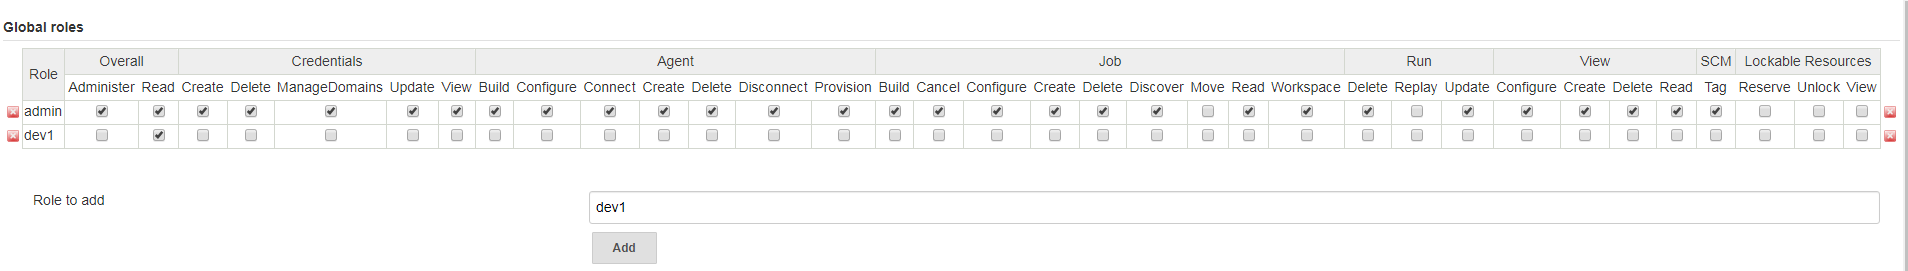 Global roles
Role Overall Credentials Agent Job Run View SCM Lockable Resources
Administer Read Create Delete ManageDomains Update View Build Configure Connect Create Delete Disconnect Provision Build Cancel Configure Create Delete Discover Move Read Workspace Delete Replay Update Configure Create Delete Read Tag Reserve Unlock View
admin
dev1
Role to add dev1
Add